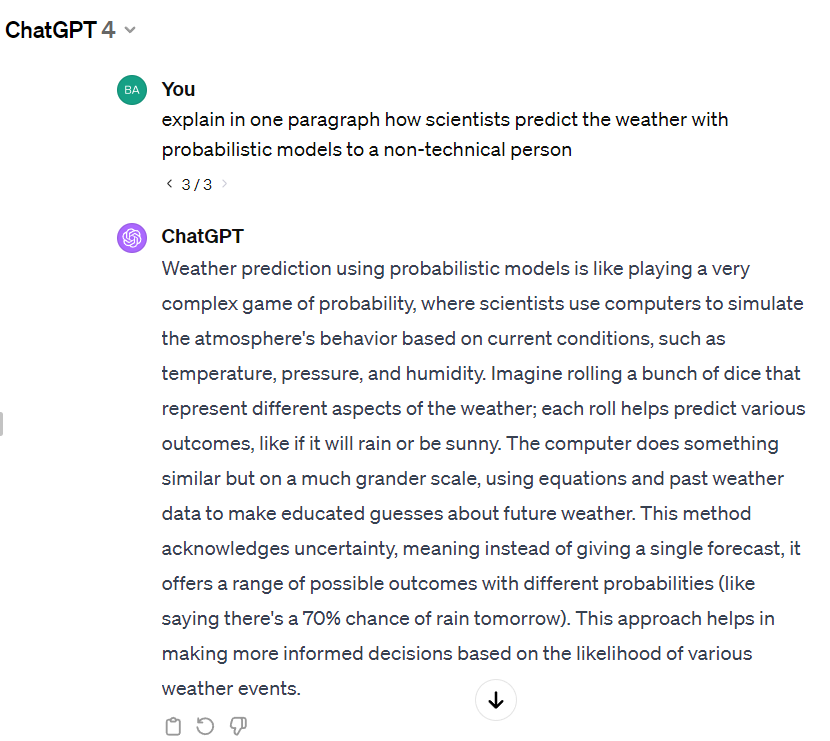 ChatGPT 4
BA
You
explain in one paragraph how scientists predict the weather with
probabilistic models to a non-technical person
< 3 / 3 >
ChatGPT
Weather prediction using probabilistic models is like playing a very
complex game of probability, where scientists use computers to simulate
the atmosphere's behavior based on current conditions, such as
temperature, pressure, and humidity. Imagine rolling a bunch of dice that
represent different aspects of the weather; each roll helps predict various
outcomes, like if it will rain or be sunny. The computer does something
similar but on a much grander scale, using equations and past weather
data to make educated guesses about future weather. This method
acknowledges uncertainty, meaning instead of giving a single forecast, it
offers a range of possible outcomes with different probabilities (like
saying there's a 70% chance of rain tomorrow). This approach helps in
making more informed decisions based on the likelihood of various
weather events.